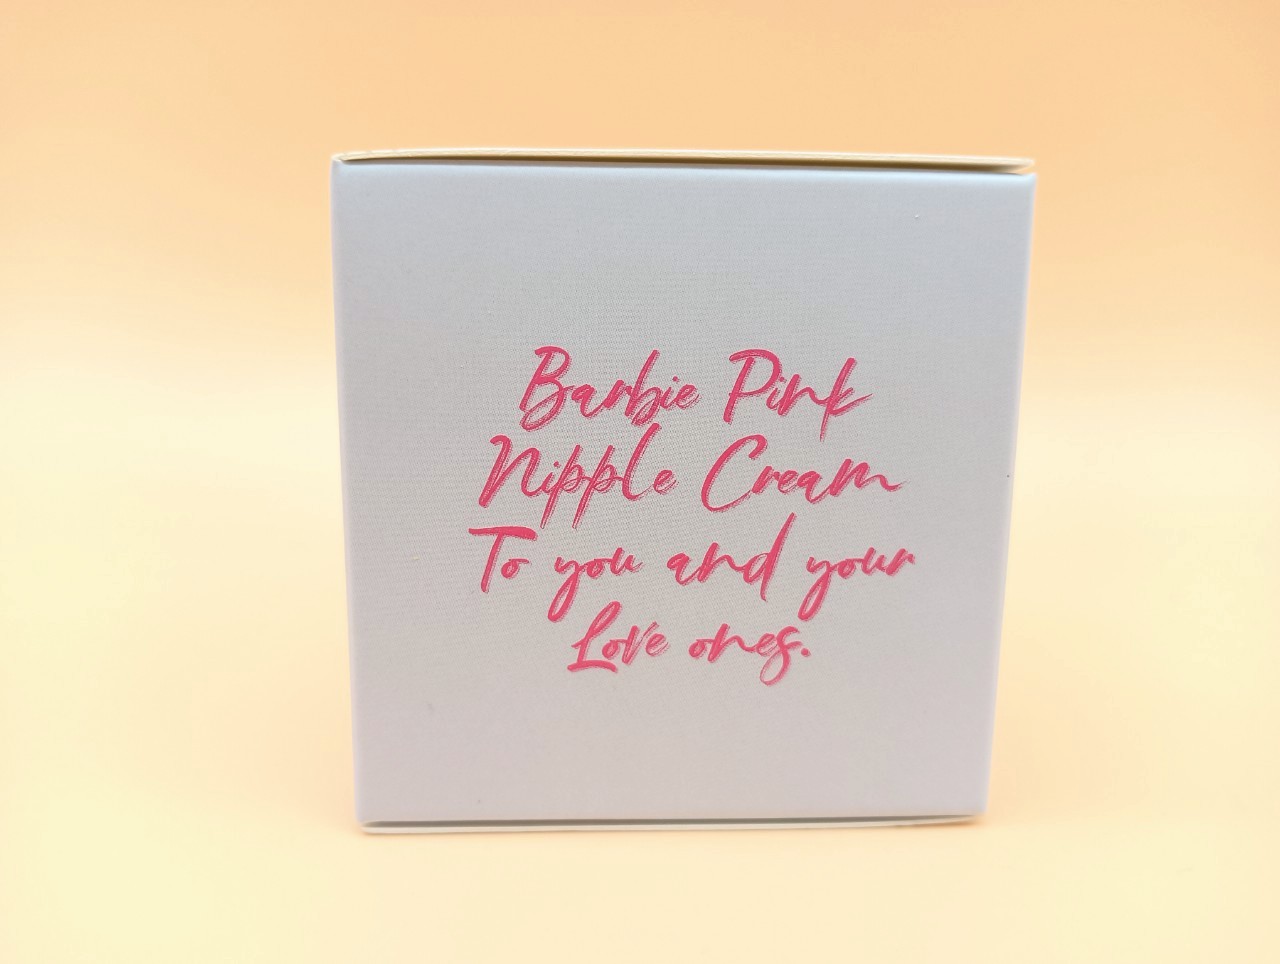 Barbie Pink
Nipple Cream
To you and your
Love ones.